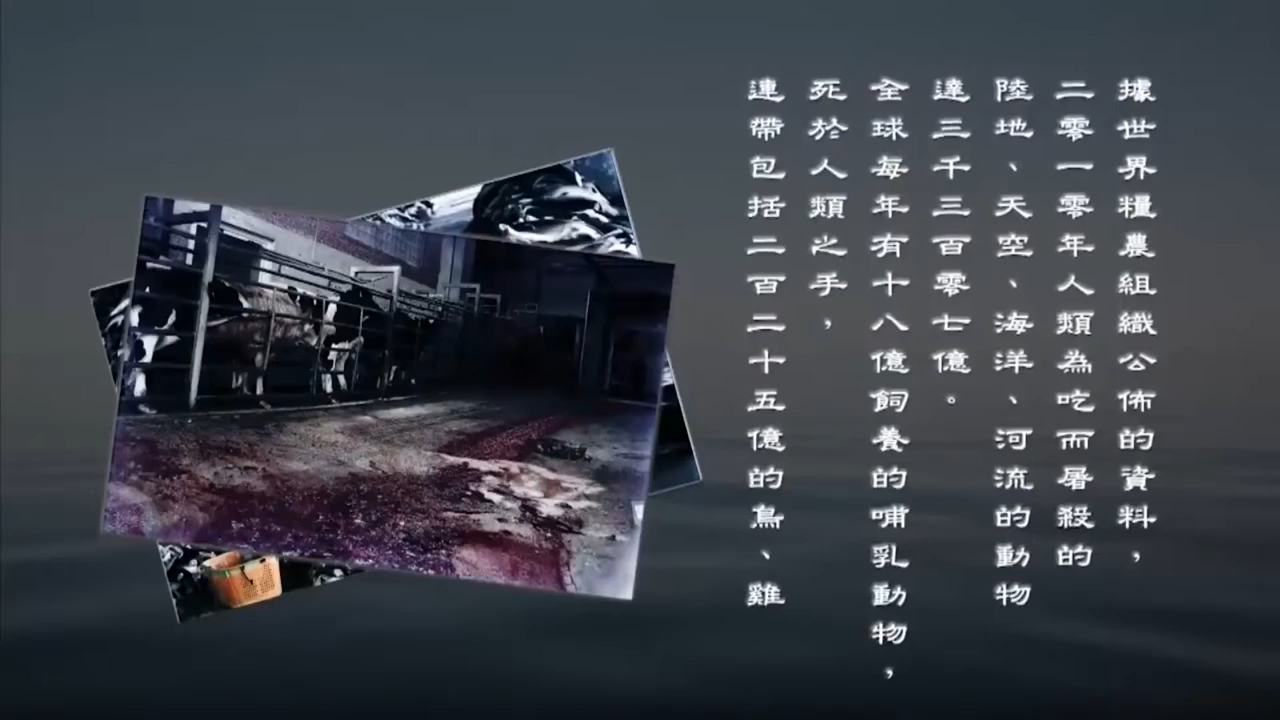 據世界糧農組織公佈的資料，
二零一零年人類為吃而屠殺的
陸地、天空、海洋、河流的動物
達三千三百零七億。
全球每年有十八億飼養的哺乳動物，
死於人類之手，
連帶包括二百二十五億的鳥、雞